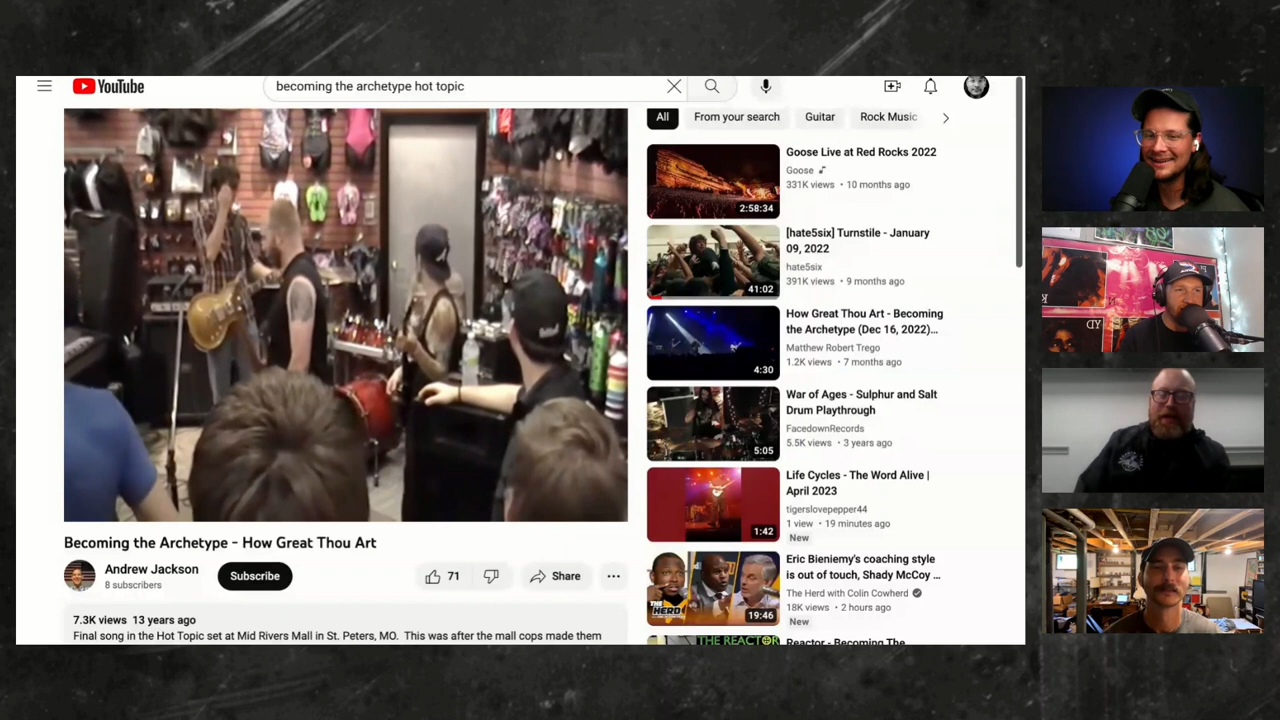 YouTube
becoming the archetype hot topic
All
From your search
Guitar
Rock Music
Goose Live at Red Rocks 2022
Goose
331K views • 10 months ago
2:58:34
[hate5six] Turnstile - January
09, 2022
hate5six
391K views • 9 months ago
41:02
How Great Thou Art - Becoming
the Archetype (Dec 16, 2022)...
Matthew Robert Trego
1.2K views • 7 months ago
4:30
War of Ages - Sulphur and Salt
Drum Playthrough
FacedownRecords
5.5K views • 3 years ago
5:05
Life Cycles - The Word Alive |
April 2023
tigerslovepepper44
1 view • 19 minutes ago
New
1:42
Eric Bieniemy's coaching style
is out of touch, Shady McCoy ...
The Herd with Colin Cowherd
18K views • 2 hours ago
New
THE HERD
19:46
THE REACTOR
Reactor - Becoming The
Becoming the Archetype - How Great Thou Art
Andrew Jackson
8 subscribers
Subscribe
71
Share
7.3K views 13 years ago
Final song in the Hot Topic set at Mid Rivers Mall in St. Peters, MO. This was after the mall cops made them